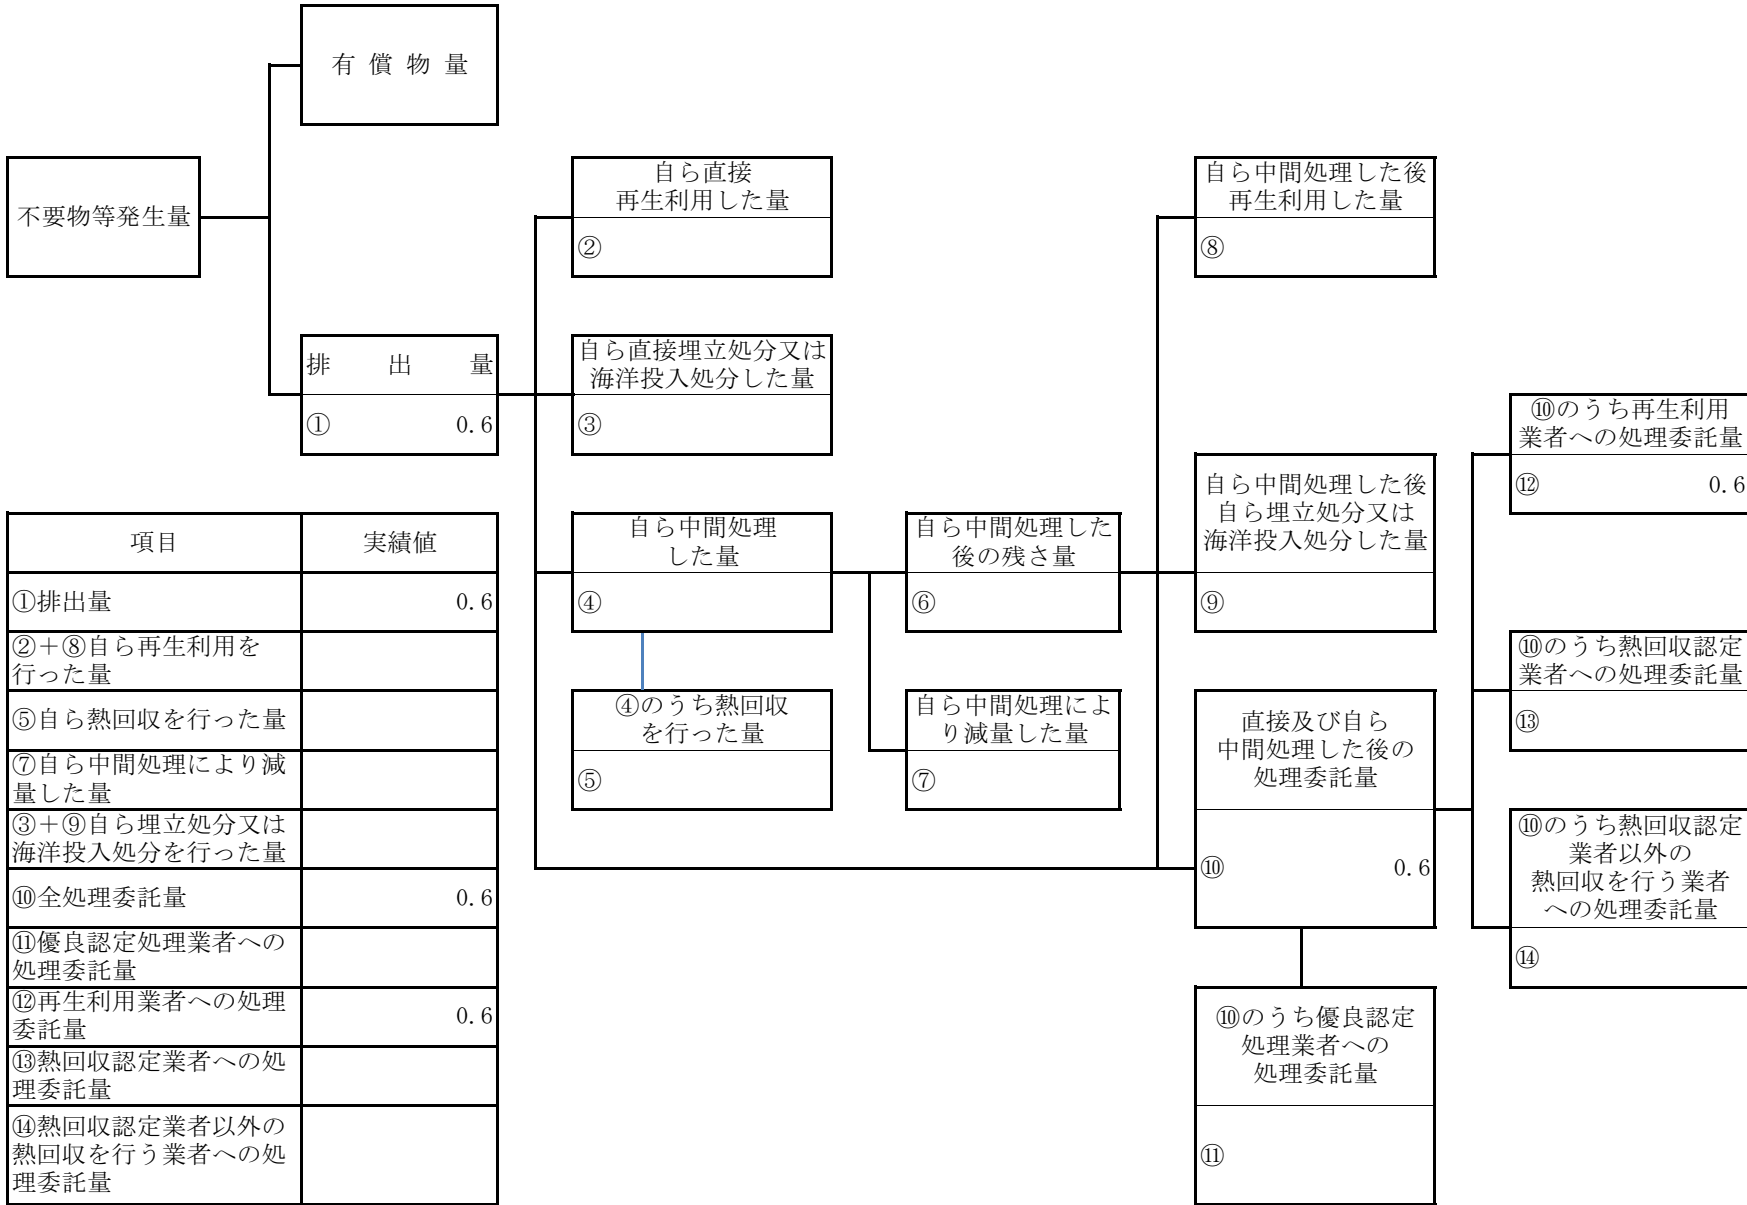 有償物量
不要物等発生量
自ら直接
再生利用した量
②
自ら中間処理した後
再生利用した量
⑧
排出量
① 0.6
自ら直接埋立処分又は
海洋投入処分した量
③
⑩のうち再生利用
業者への処理委託量
⑫ 0.6
自ら中間処理した後
自ら埋立処分又は
海洋投入処分した量
⑨
自ら中間処理
した量
④
自ら中間処理した
後の残さ量
⑥
④のうち熱回収
を行った量
⑤
自ら中間処理によ
り減量した量
⑦
⑩のうち熱回収認定
業者への処理委託量
⑬
直接及び自ら
中間処理した後の
処理委託量
⑩ 0.6
⑩のうち熱回収認定
業者以外の
熱回収を行う業者
への処理委託量
⑭
⑩のうち優良認定
処理業者への
処理委託量
⑪
項目 実績値
①排出量 0.6
②＋⑧自ら再生利用を
行った量
⑤自ら熱回収を行った量
⑦自ら中間処理により減
量した量
③＋⑨自ら埋立処分又は
海洋投入処分を行った量
⑩全処理委託量 0.6
⑪優良認定処理業者への
処理委託量
⑫再生利用業者への処理
委託量 0.6
⑬熱回収認定業者への処
理委託量
⑭熱回収認定業者以外の
熱回収を行う業者への処
理委託量